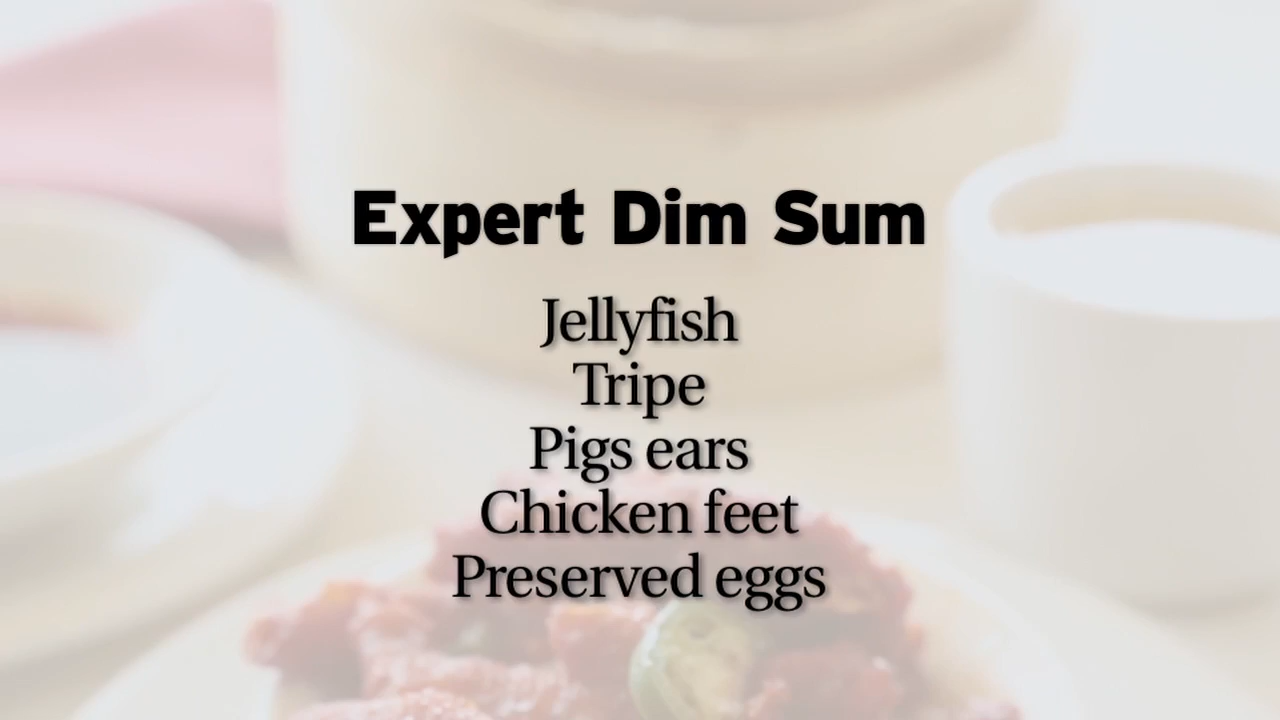 Expert Dim Sum
Jellyfish
Tripe
Pigs ears
Chicken feet
Preserved eggs